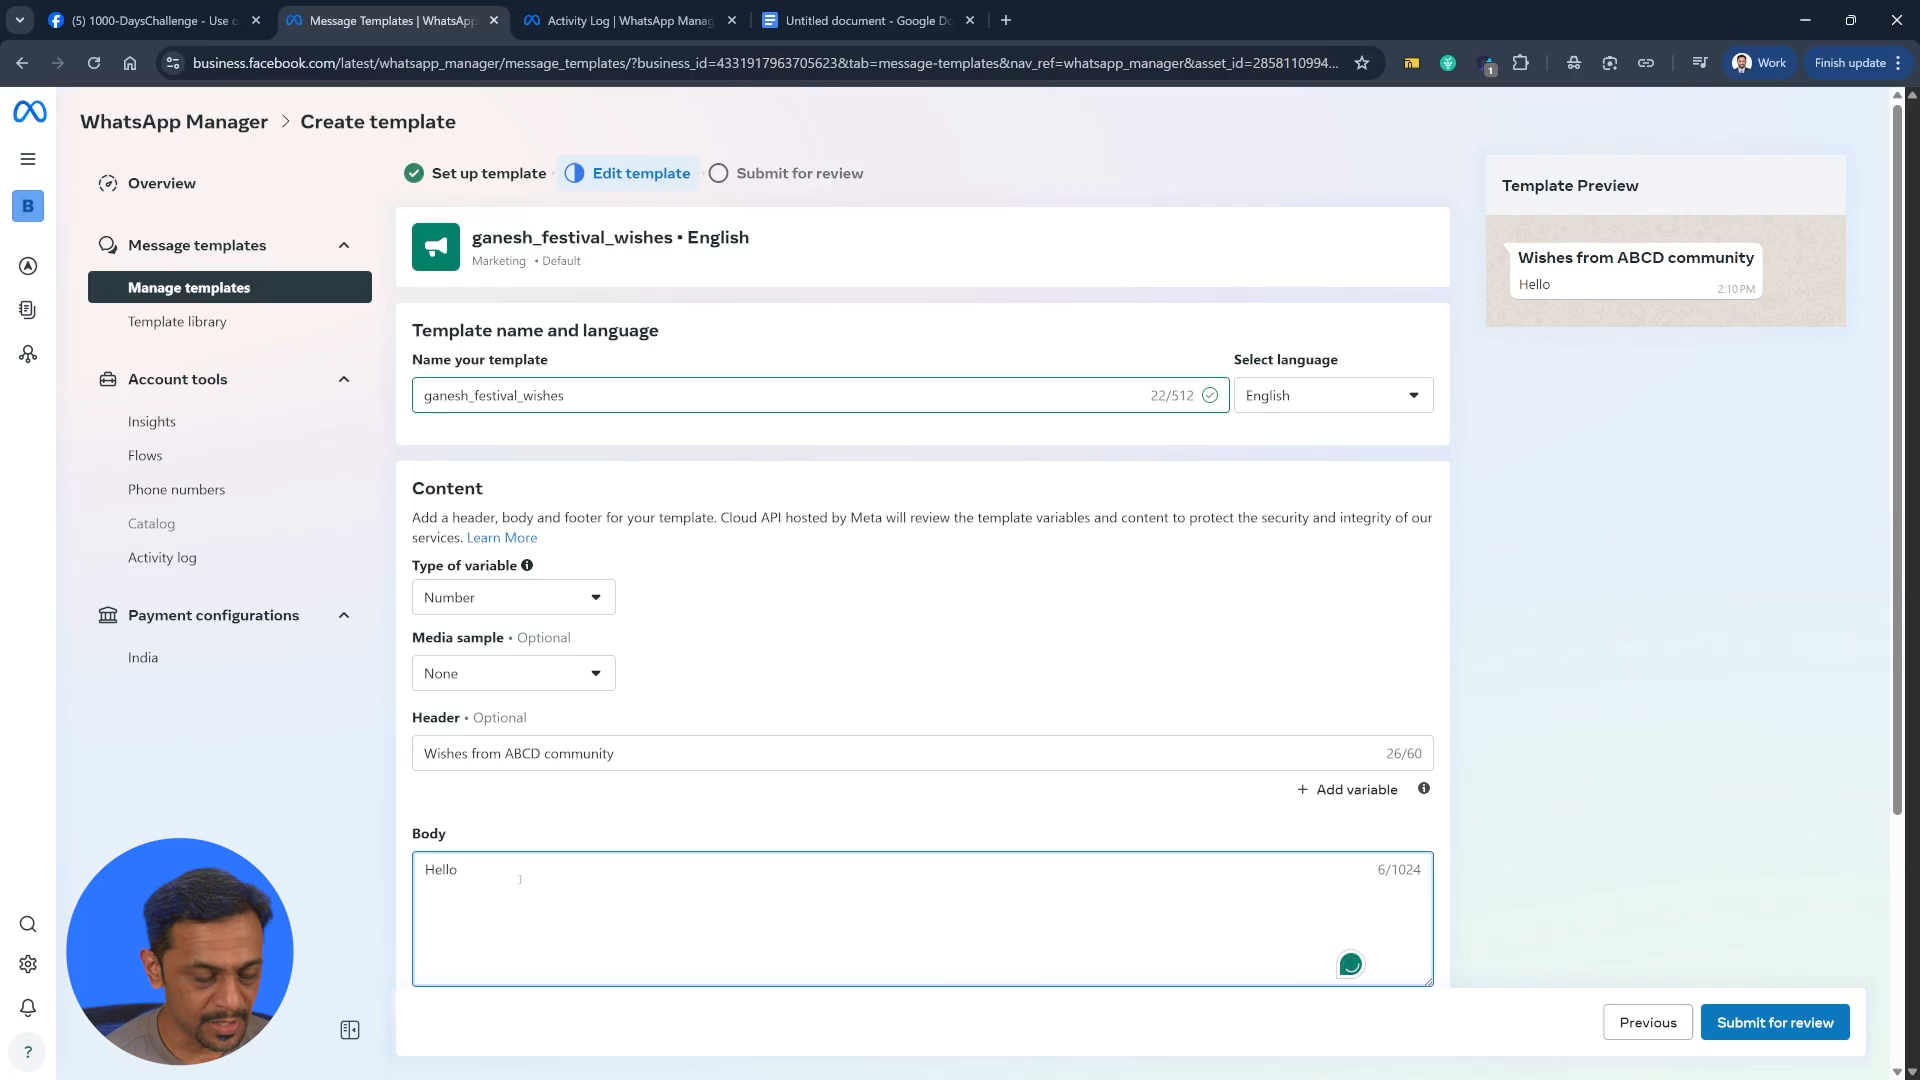 (5) 1000-DaysChallenge - Use c
Message Templates | WhatsApp
Activity Log | WhatsApp Manag
Untitled document - Google Do
business.facebook.com/latest/whatsapp_manager/message_templates/?business_id=4331917963705623&tab=message-templates&nav_ref=whatsapp_manager&asset_id=2858110994...
1
Work
Finish update
WhatsApp Manager > Create template
B
Overview
Message templates
Manage templates
Template library
Account tools
Insights
Flows
Phone numbers
Catalog
Activity log
Payment configurations
India
?
Set up template
Edit template
Submit for review
ganesh_festival_wishes • English
Marketing • Default
Template name and language
Name your template
Select language
ganesh_festival_wishes
22/512
English
Content
Add a header, body and footer for your template. Cloud API hosted by Meta will review the template variables and content to protect the security and integrity of our
services. Learn More
Type of variable
Number
Media sample • Optional
None
Header • Optional
Wishes from ABCD community
26/60
+ Add variable
Body
Hello
6/1024
Previous
Submit for review
Template Preview
Wishes from ABCD community
Hello
2:10 PM